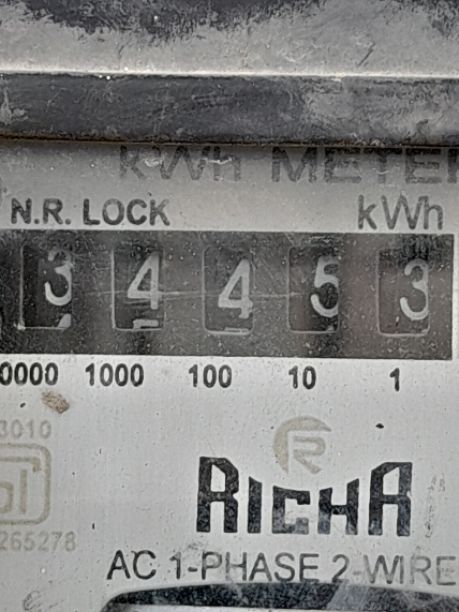 kWh METER
N.R. LOCK kWh
3 4 4 5 3
0000 1000 100 10 1
3010
R
265278
RICHA
AC 1-PHASE 2-WIRE